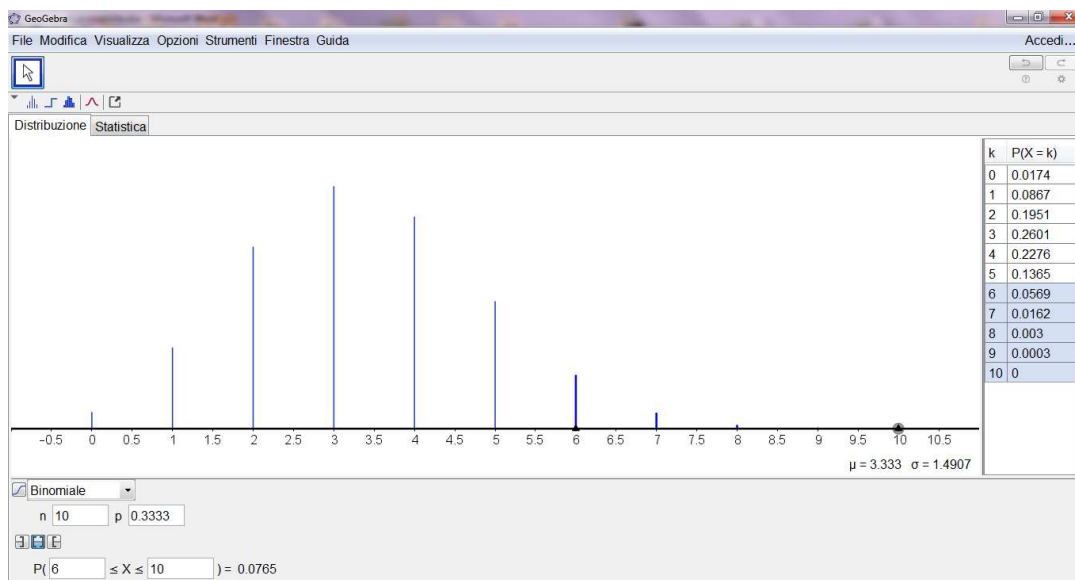 GeoGebra
File Modifica Visualizza Opzioni Strumenti Finestra Guida Accedi...
Distribuzione Statistica
k P(X = k)
0 0.0174
1 0.0867
2 0.1951
3 0.2601
4 0.2276
5 0.1365
6 0.0569
7 0.0162
8 0.003
9 0.0003
10 0
−0.5 0 0.5 1 1.5 2 2.5 3 3.5 4 4.5 5 5.5 6 6.5 7 7.5 8 8.5 9 9.5 10 10.5
μ = 3.333 σ = 1.4907
Binomiale
n 10 p 0.3333
P( 6 ≤ X ≤ 10 ) = 0.0765